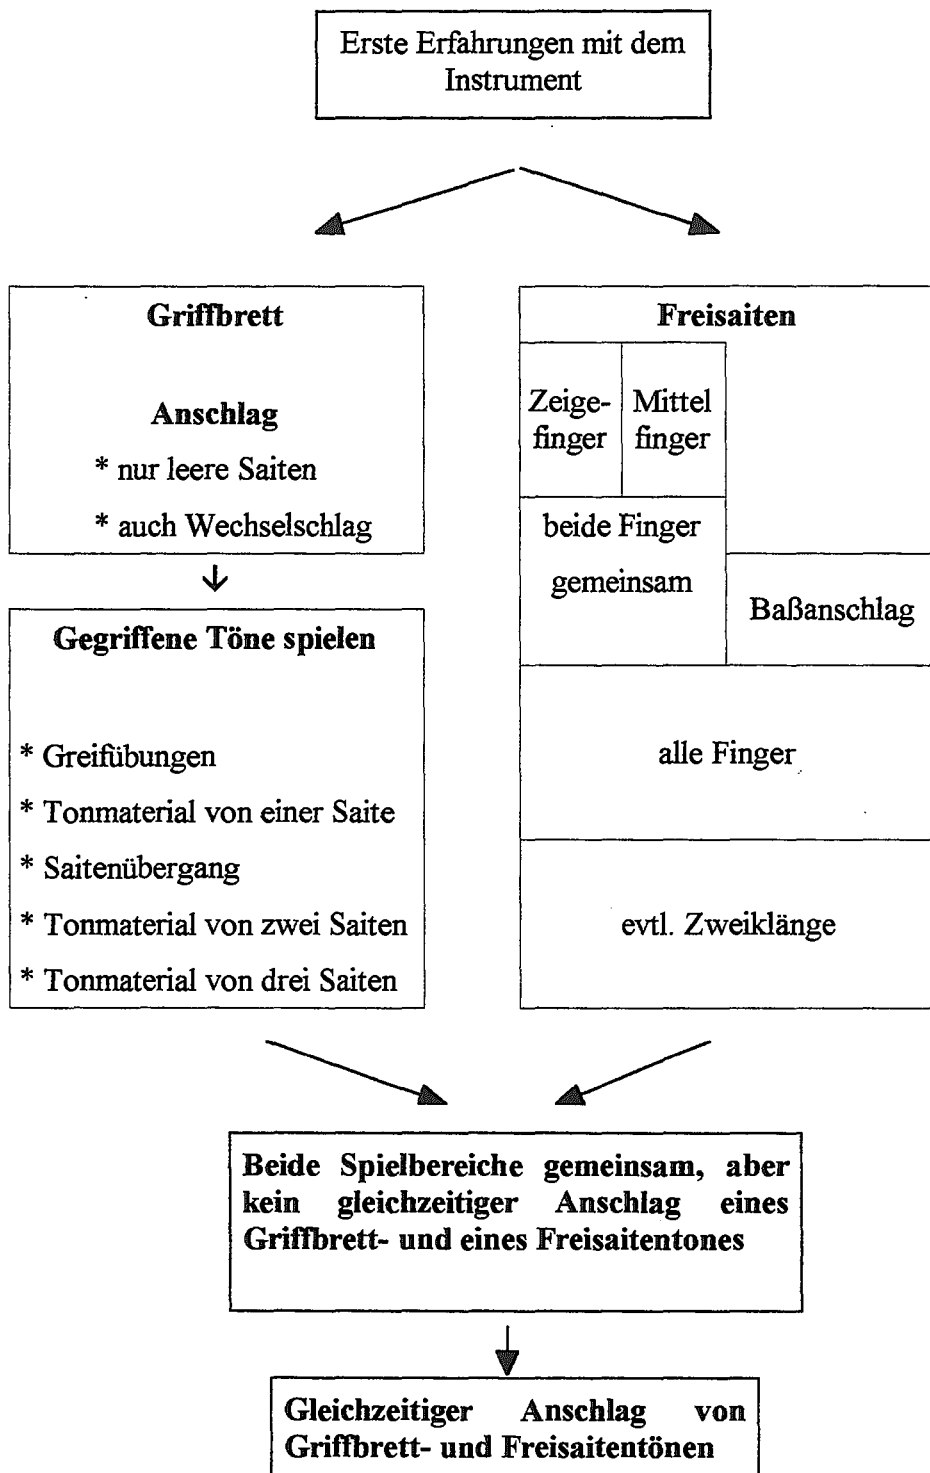 Erste Erfahrungen mit dem
Instrument
Griffbrett
Anschlag
* nur leere Saiten
* auch Wechselschlag
Gegriffene Töne spielen
* Greifübungen
* Tonmaterial von einer Saite
* Saitenübergang
* Tonmaterial von zwei Saiten
* Tonmaterial von drei Saiten
Freisaiten
Zeige-
finger
Mittel
finger
beide Finger
gemeinsam
Baßanschlag
alle Finger
evtl. Zweiklänge
Beide Spielbereiche gemeinsam, aber
kein gleichzeitiger Anschlag eines
Griffbrett- und eines Freisaitentones
Gleichzeitiger Anschlag von
Griffbrett- und Freisaitentönen